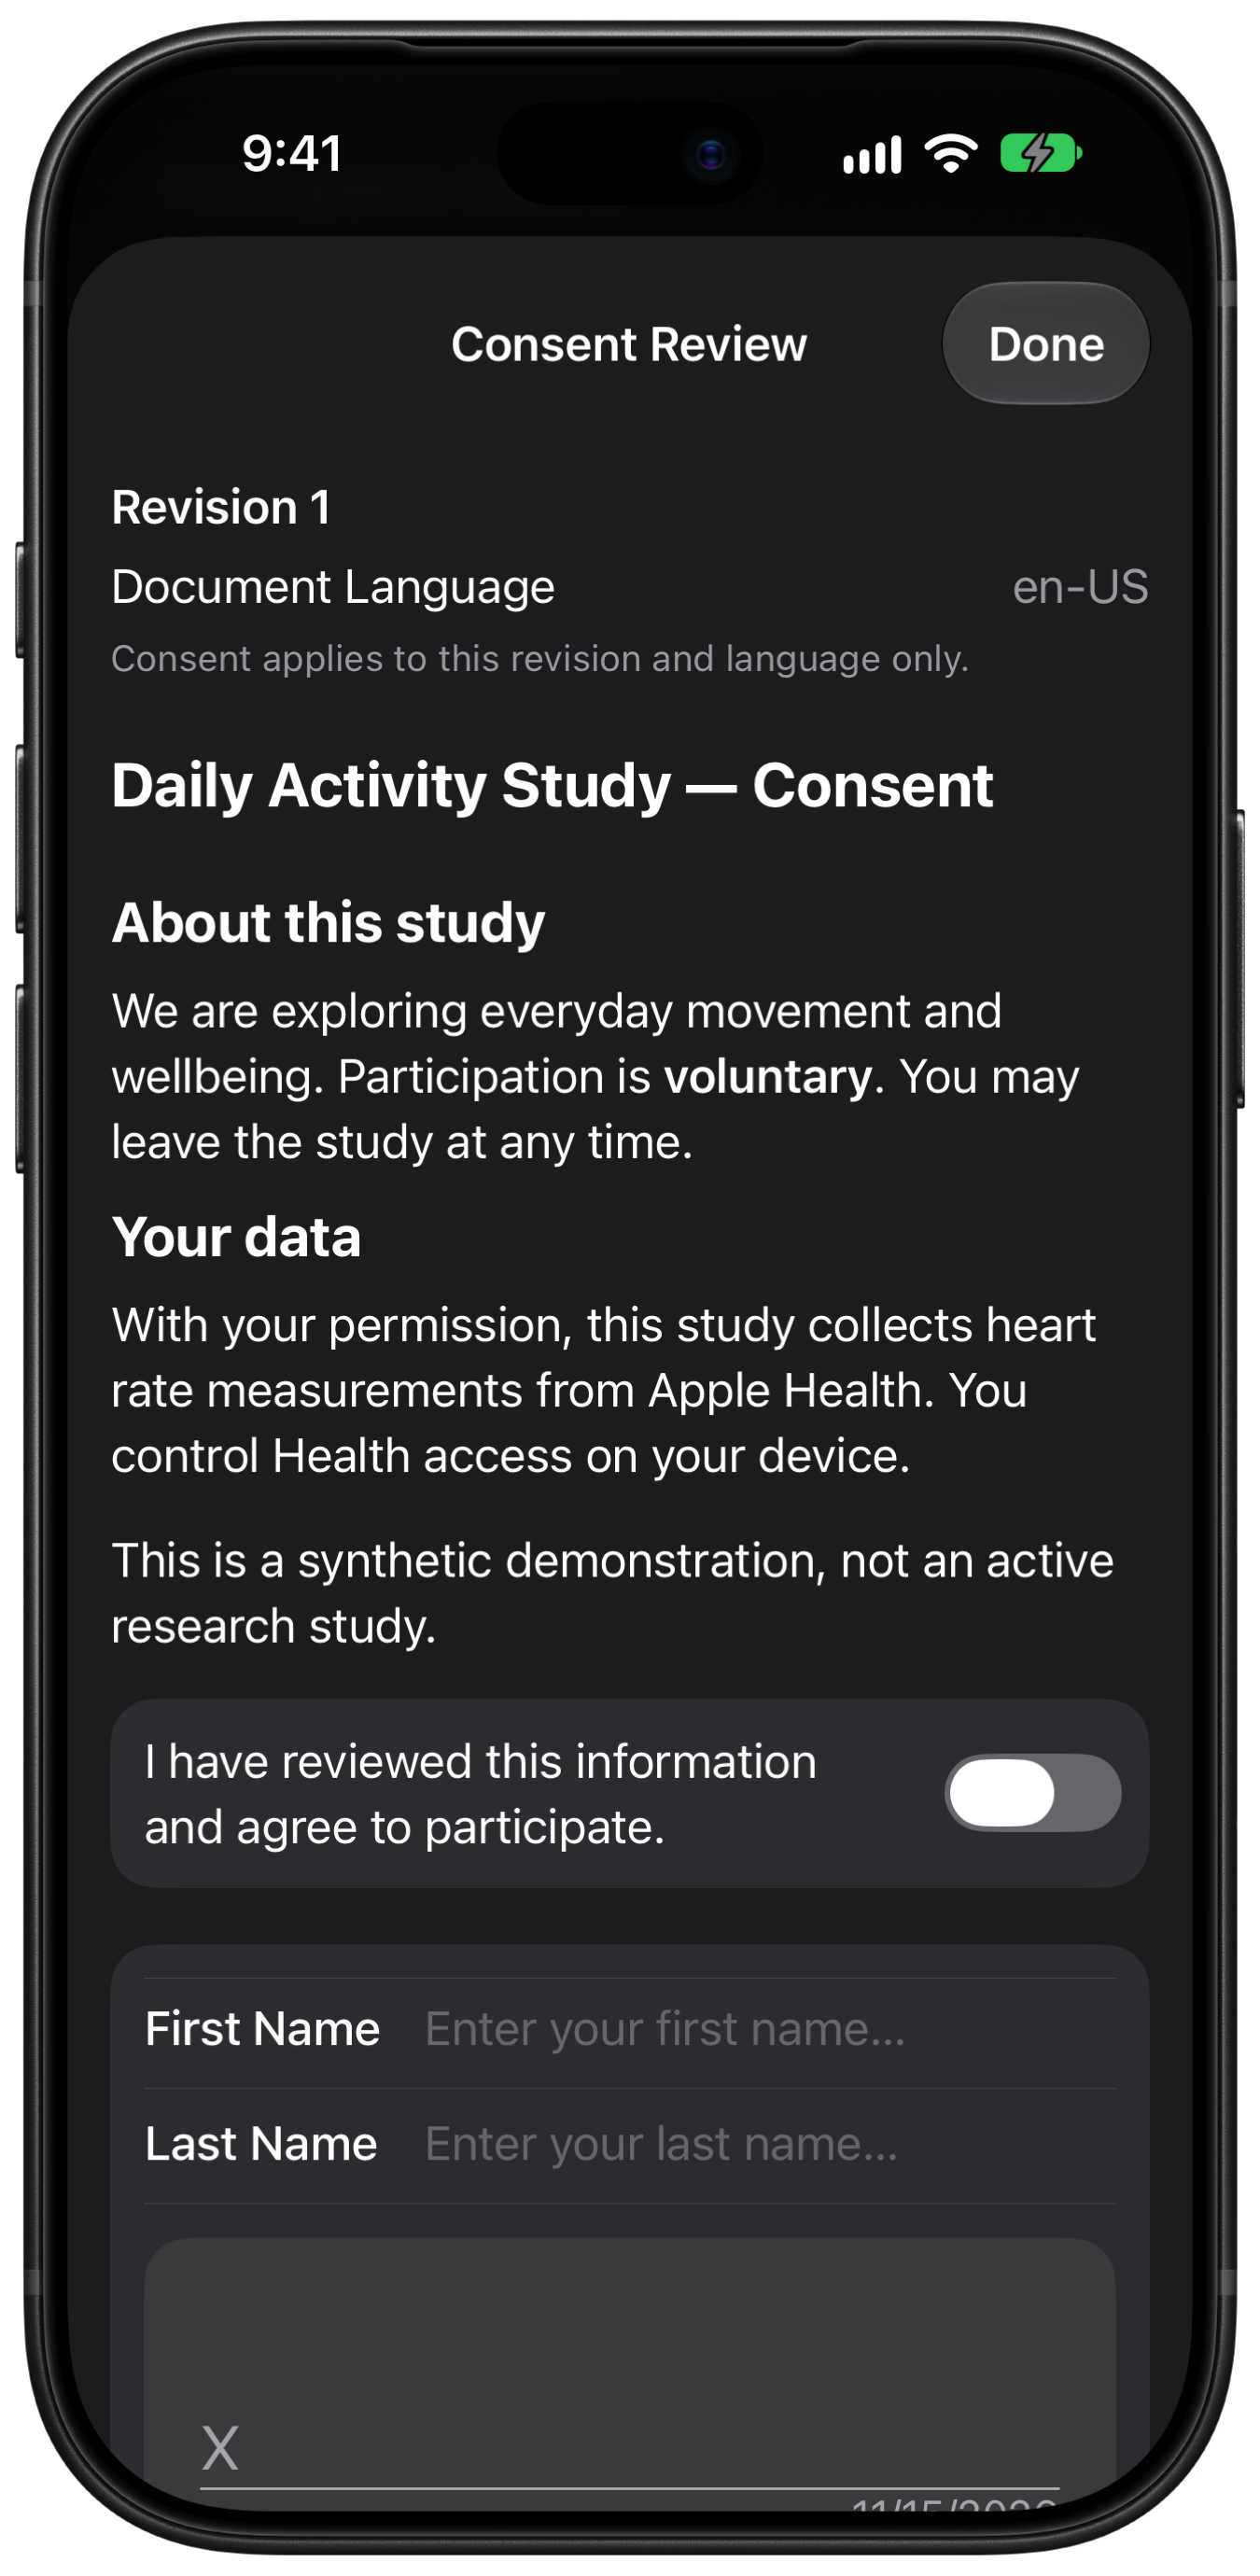 9:41
Consent Review
Done
Revision 1
Document Language en-US
Consent applies to this revision and language only.
Daily Activity Study — Consent
About this study
We are exploring everyday movement and
wellbeing. Participation is voluntary. You may
leave the study at any time.
Your data
With your permission, this study collects heart
rate measurements from Apple Health. You
control Health access on your device.
This is a synthetic demonstration, not an active
research study.
I have reviewed this information
and agree to participate.
First Name Enter your first name...
Last Name Enter your last name...
X